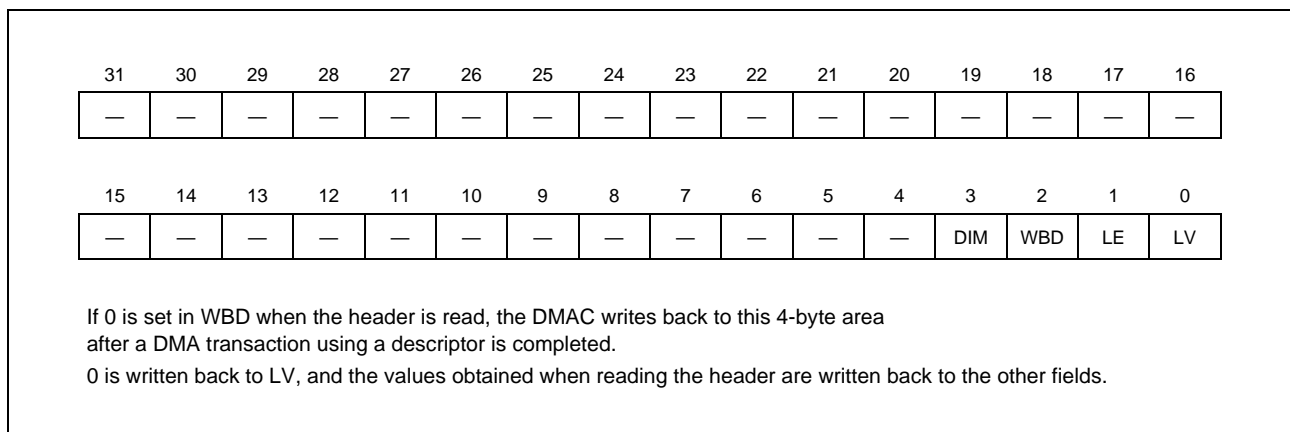 31 30 29 28 27 26 25 24 23 22 21 20 19 18 17 16
— — — — — — — — — — — — — — — —
15 14 13 12 11 10 9 8 7 6 5 4 3 2 1 0
— — — — — — — — — — — — DIM WBD LE LV
If 0 is set in WBD when the header is read, the DMAC writes back to this 4-byte area
after a DMA transaction using a descriptor is completed.
0 is written back to LV, and the values obtained when reading the header are written back to the other fields.